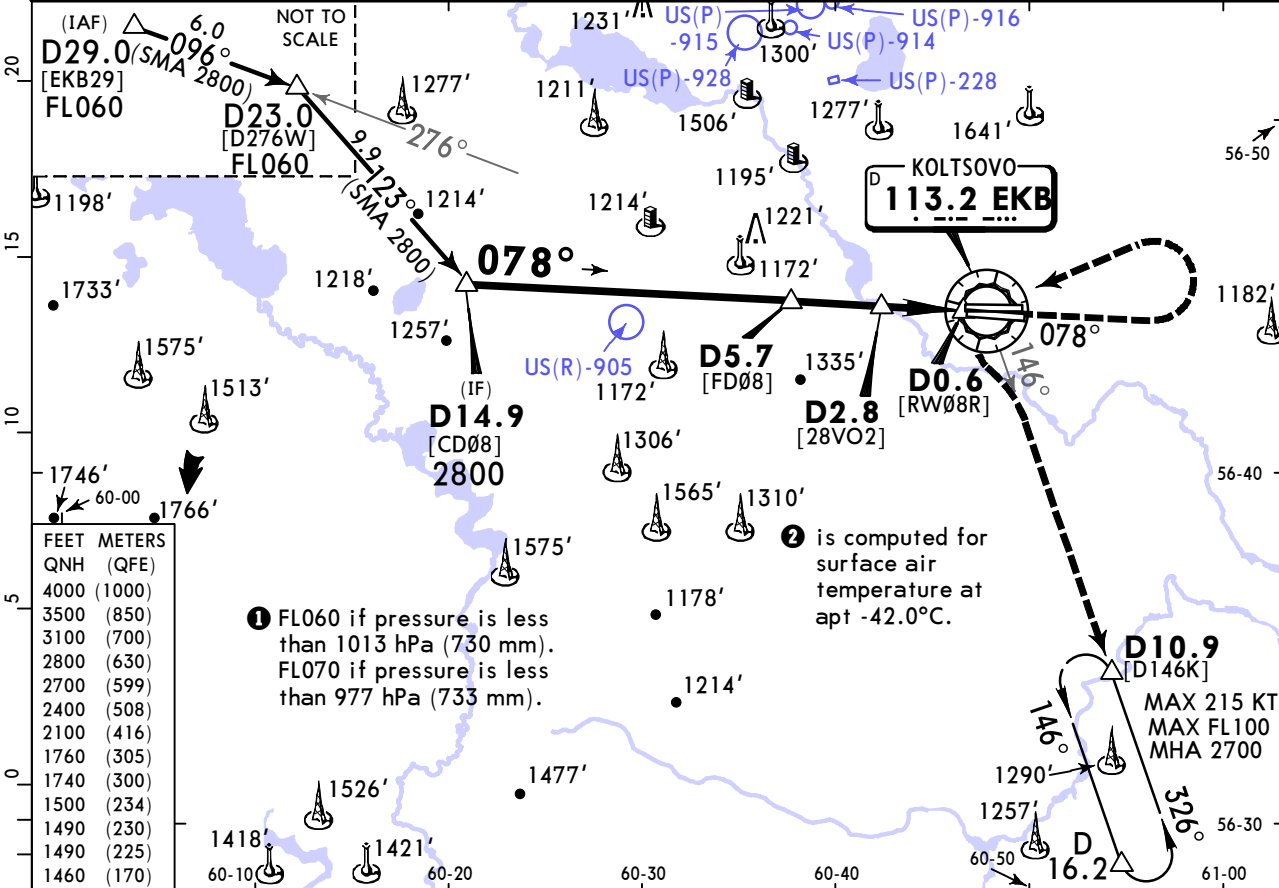 (IAF)
6.0
NOT TO
SCALE
D29.0
096°
(SMA 2800)
[EKB29]
FL060
D23.0
[D276W]
FL060
276°
9.9
123°
(SMA 2800)
1277'
1211'
1231'
US(P)
-915
US(P)-916
US(P)-914
1300'
US(P)-928
US(P)-228
1506'
1277'
1641'
56-50
1195'
KOLTSOVO
D
113.2 EKB
1198'
1214'
1214'
1221'
1172'
078°
1218'
1733'
1257'
US(R)-905
1182'
078°
146°
1575'
1513'
(IF)
D14.9
[CD08]
2800
1172'
D5.7
[FD08]
1335'
D2.8
[28VO2]
D0.6
[RW08R]
1306'
1746'
60-00
1766'
1565'
1310'
56-40
1575'
2 is computed for
surface air
temperature at
apt -42.0°C.
1178'
1 FL060 if pressure is less
than 1013 hPa (730 mm).
FL070 if pressure is less
than 977 hPa (733 mm).
1214'
D10.9
[D146K]
MAX 215 KT
MAX FL100
MHA 2700
146°
326°
1290'
1257'
D
16.2
1477'
1526'
1418'
1421'
FEET METERS
QNH (QFE)
4000 (1000)
3500 (850)
3100 (700)
2800 (630)
2700 (599)
2400 (508)
2100 (416)
1760 (305)
1740 (300)
1500 (234)
1490 (230)
1490 (225)
1460 (170)
20
15
10
5
0
60-10
60-20
60-30
60-40
60-50
61-00
56-30